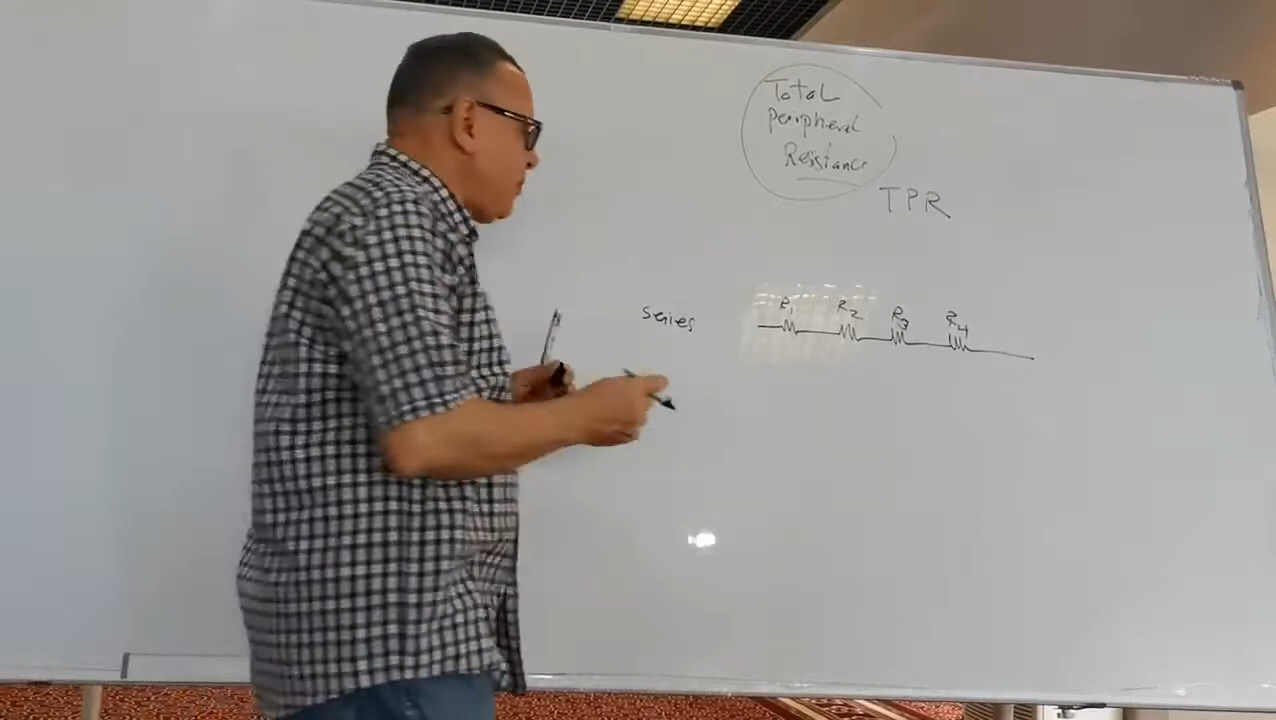 Total
Peripheral
Resistance
TPR
series R1 R2 R3 R4